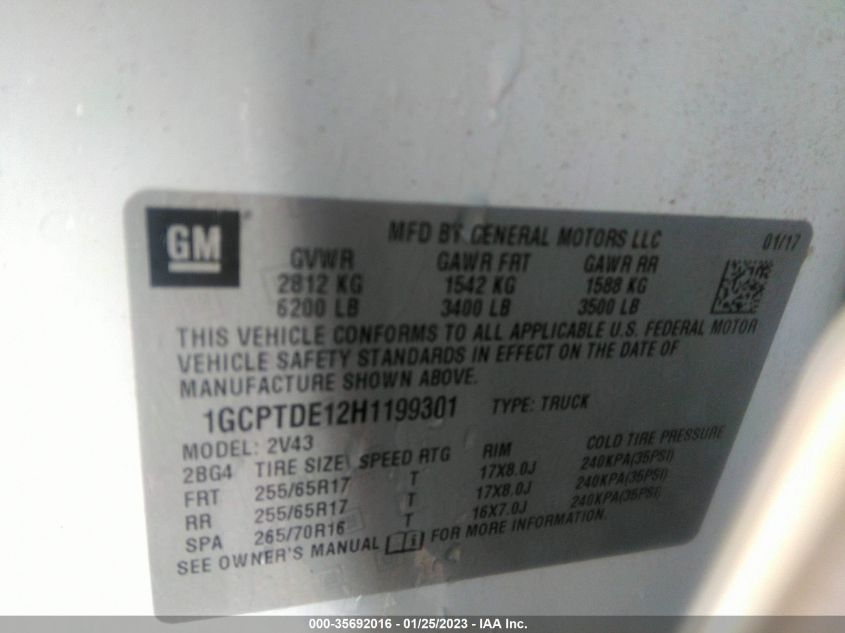 GM
MFD BY GENERAL MOTORS LLC 01/17
GVWR GAWR FRT GAWR RR
2812 KG 1542 KG 1588 KG
6200 LB 3400 LB 3500 LB
THIS VEHICLE CONFORMS TO ALL APPLICABLE U.S. FEDERAL MOTOR
VEHICLE SAFETY STANDARDS IN EFFECT ON THE DATE OF
MANUFACTURE SHOWN ABOVE.
1GCPTDE12H1199301 TYPE: TRUCK
MODEL: 2V43
2BG4 TIRE SIZE SPEED RTG RIM COLD TIRE PRESSURE
FRT 255/65R17 T 17X8.0J 240KPA(35PSI)
RR 255/65R17 T 17X8.0J 240KPA(35PSI)
SPA 265/70R16 T 16X7.0J 240KPA(35PSI)
SEE OWNER'S MANUAL FOR MORE INFORMATION.
000-35692016 - 01/25/2023 - © IAA Inc.